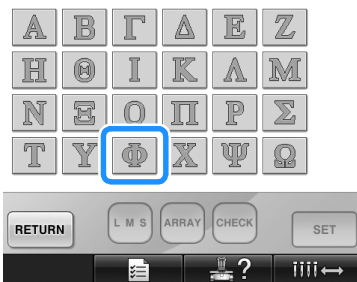 Α Β Γ Δ Ε Ζ
Η Θ Ι Κ Λ Μ
Ν Ξ Ο Π Ρ Σ
Τ Υ Φ Χ Ψ Ω
RETURN L M S ARRAY CHECK SET
?